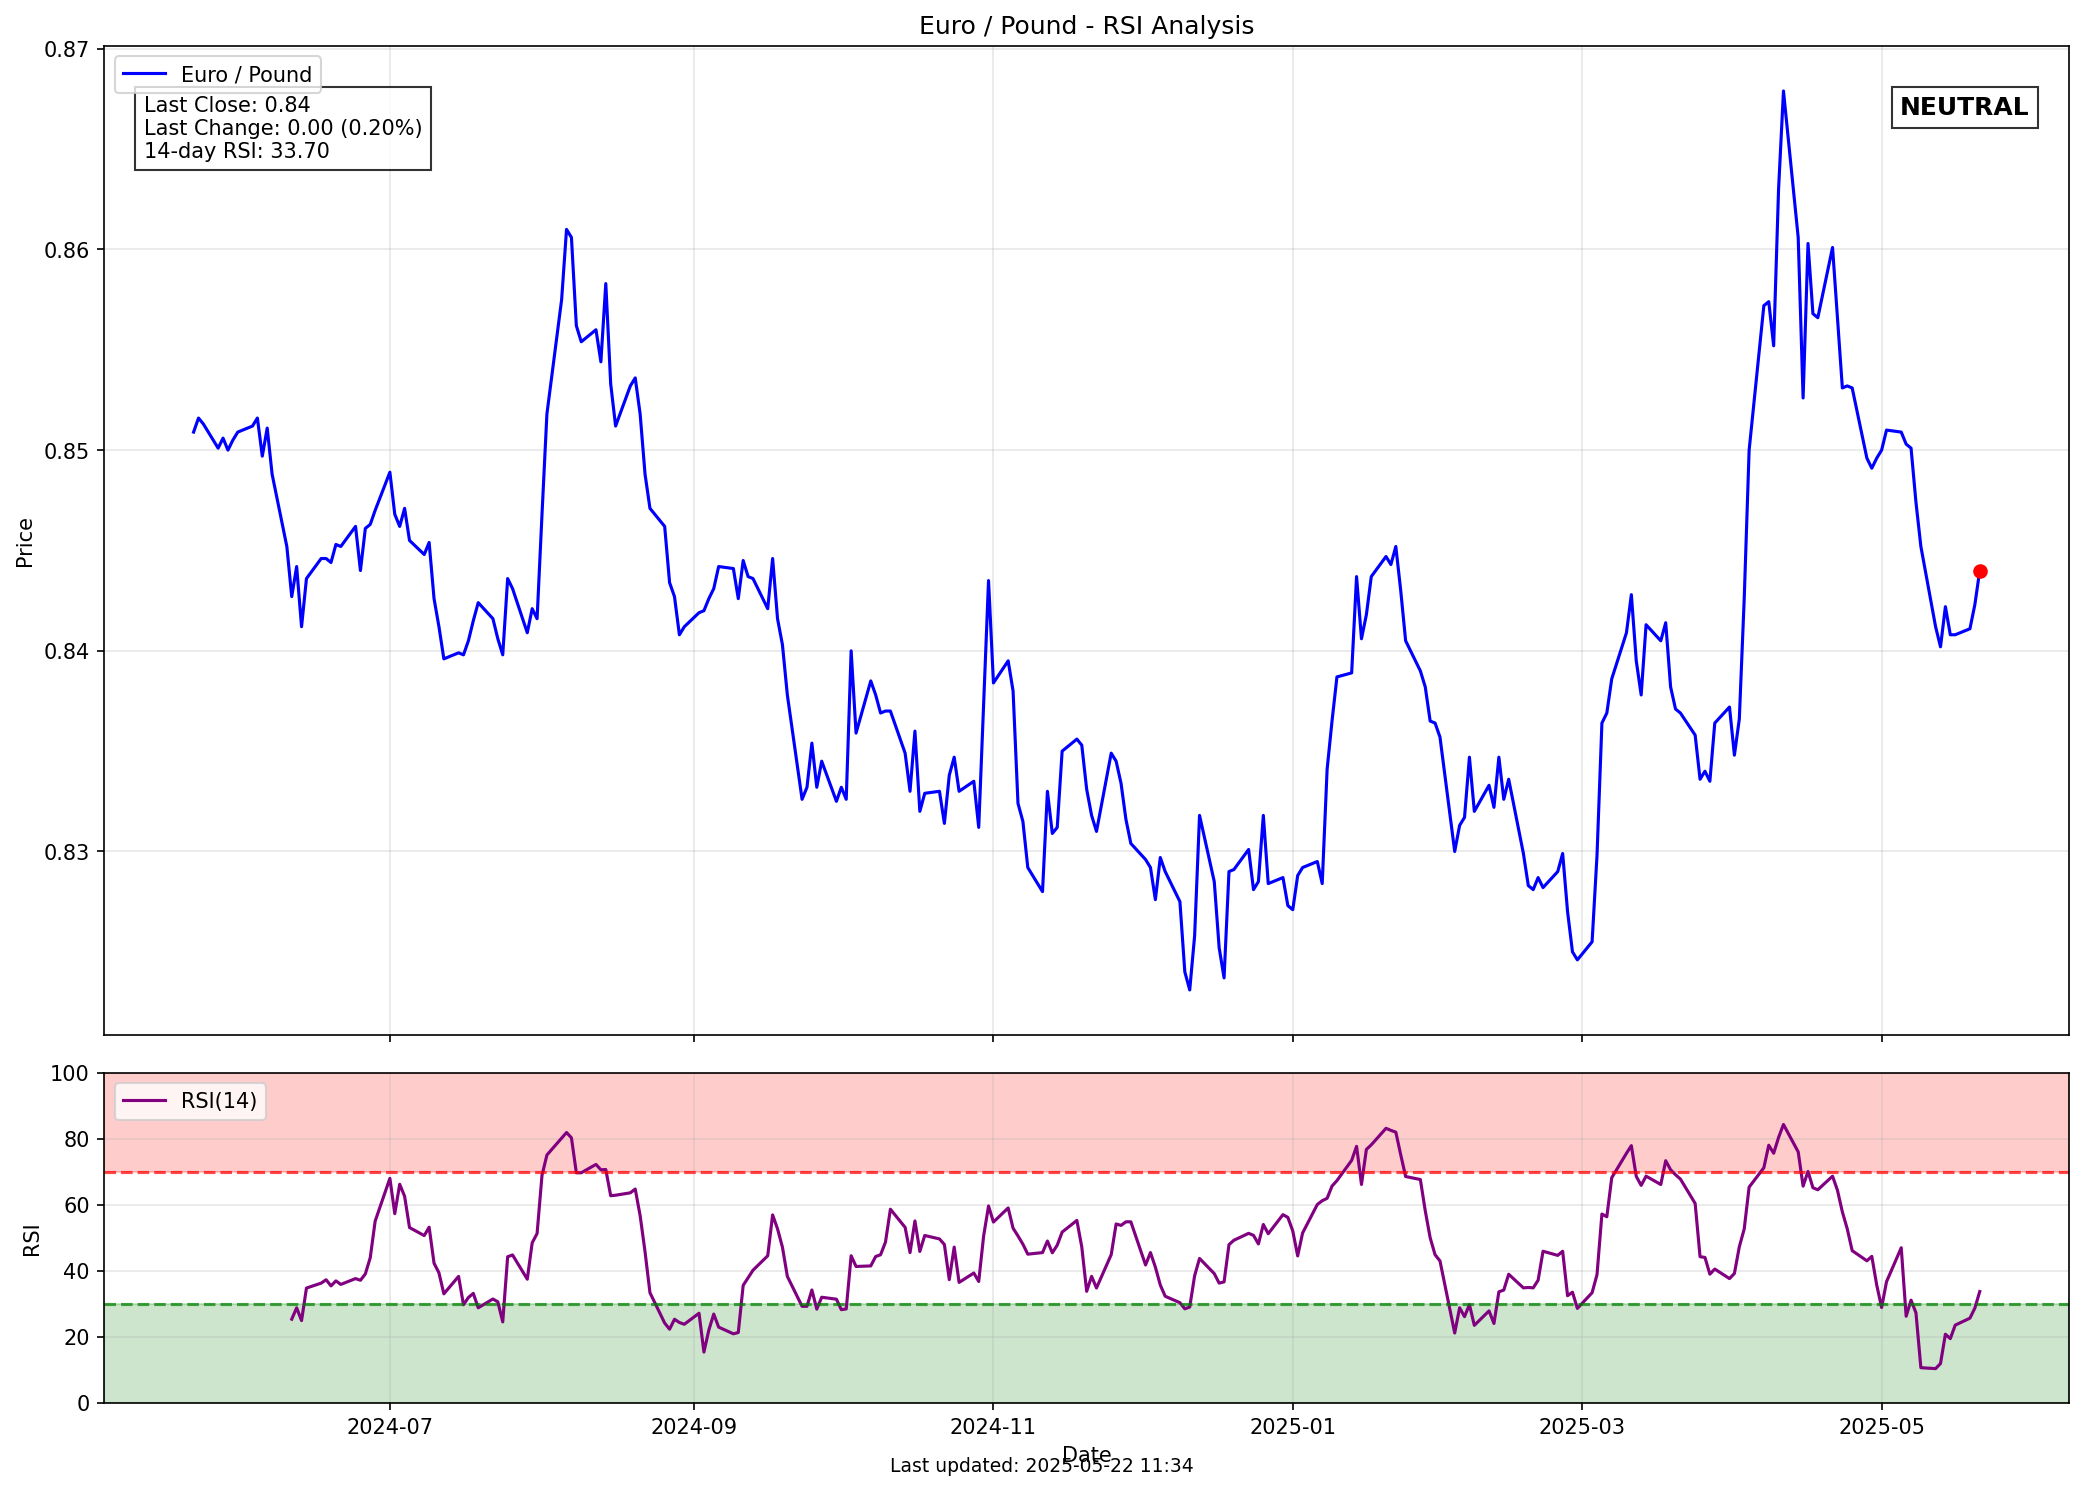 Euro / Pound - RSI Analysis
Euro / Pound
Last Close: 0.84
Last Change: 0.00 (0.20%)
14-day RSI: 33.70
NEUTRAL
0.87
0.86
0.85
0.84
0.83
Price
RSI(14)
100
80
60
40
20
0
RSI
2024-07
2024-09
2024-11
2025-01
2025-03
2025-05
Date
Last updated: 2025-05-22 11:34